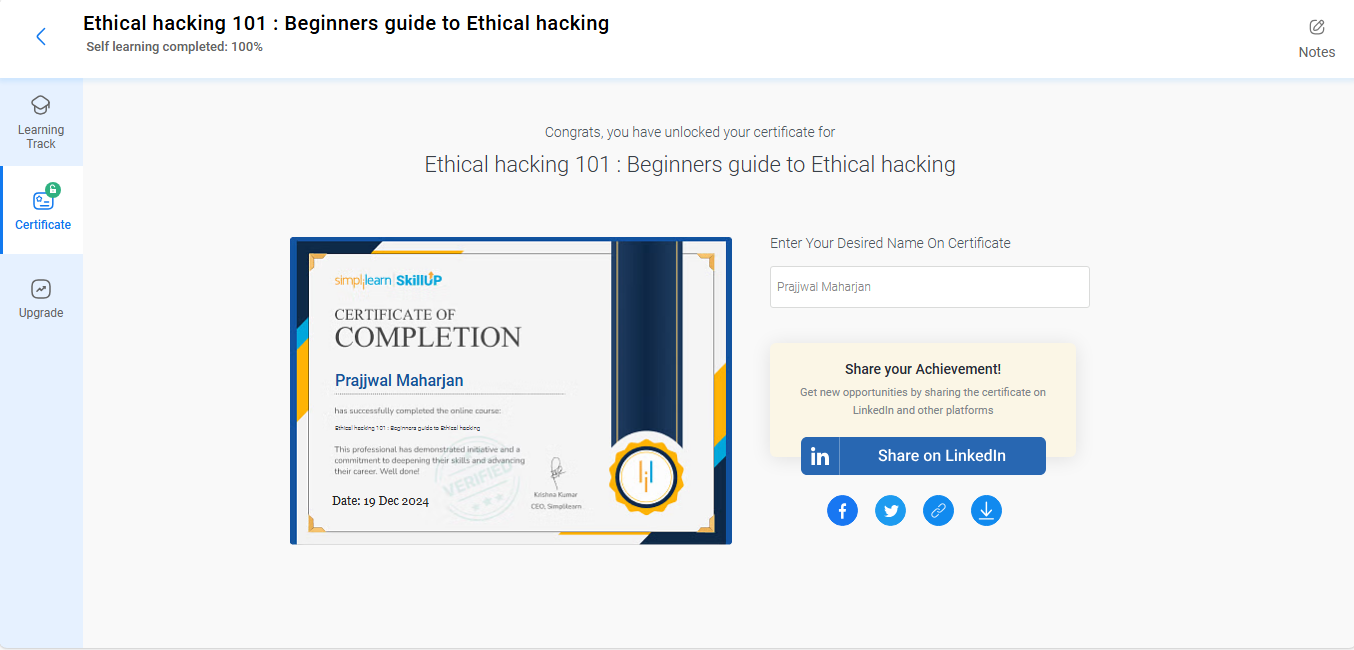 Ethical hacking 101 : Beginners guide to Ethical hacking
Self learning completed: 100%
Notes
Learning
Track
Certificate
Upgrade
Congrats, you have unlocked your certificate for
Ethical hacking 101 : Beginners guide to Ethical hacking
simplilearn | SkillUP
CERTIFICATE OF
COMPLETION
Prajjwal Maharjan
has successfully completed the online course:
Ethical hacking 101 : Beginners guide to Ethical hacking
This professional has demonstrated initiative and a
commitment to deepening their skills and advancing
their career. Well done!
VERIFIED
Date: 19 Dec 2024
Krishna Kumar
CEO, Simplilearn
Enter Your Desired Name On Certificate
Prajjwal Maharjan
Share your Achievement!
Get new opportunities by sharing the certificate on
LinkedIn and other platforms
in Share on LinkedIn